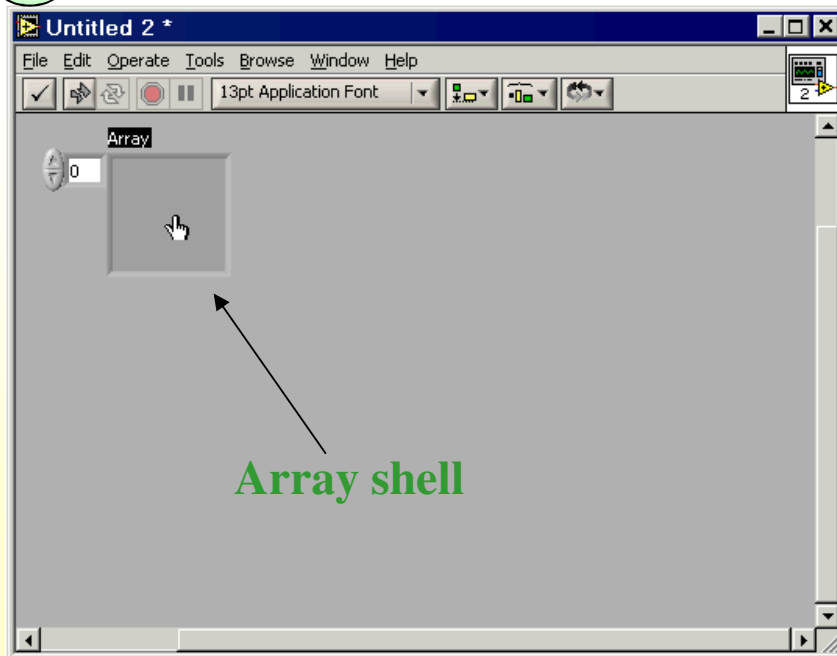 Untitled 2 *
File Edit Operate Tools Browse Window Help
13pt Application Font
2
Array
0
Array shell